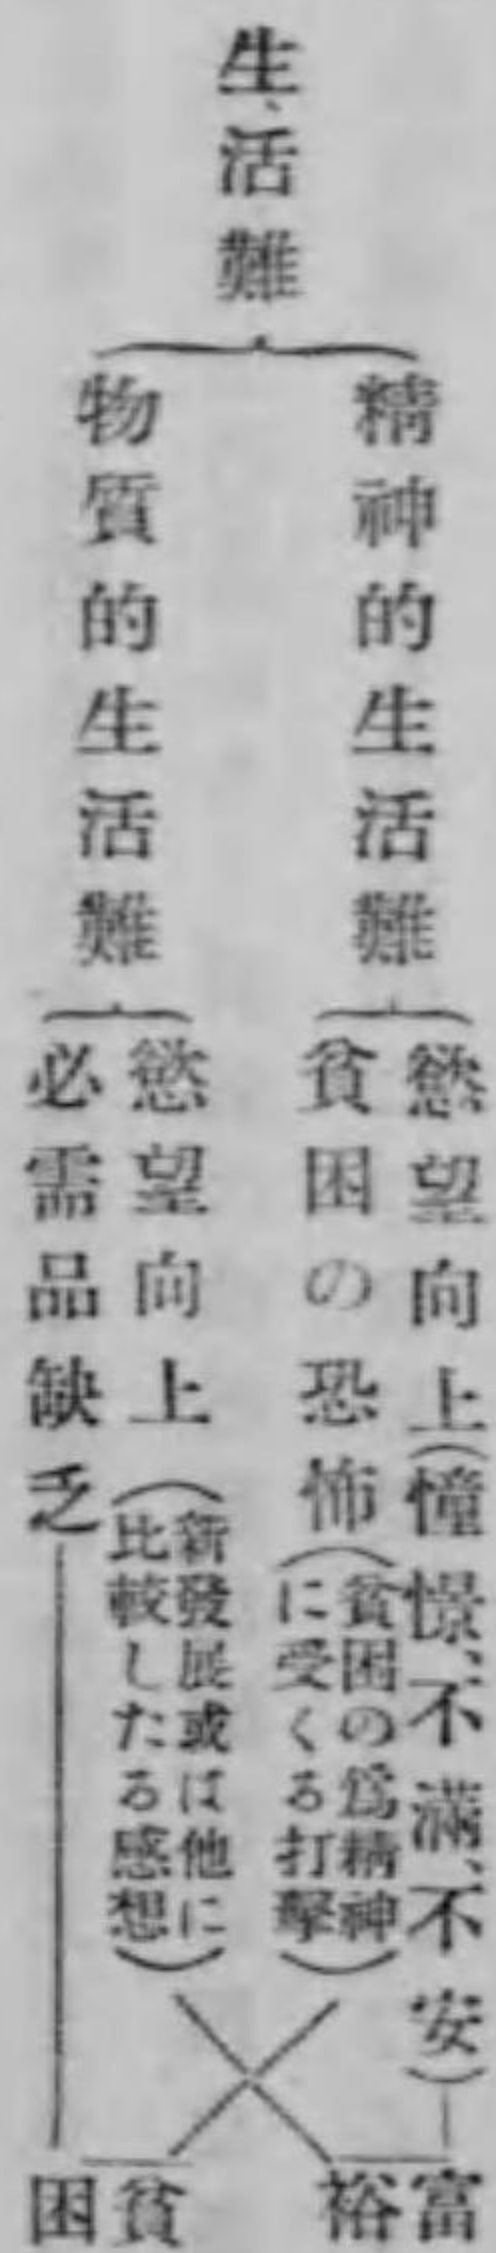 生活難
精神的生活難
慾望向上(憧憬、不滿、不安)
貧困の恐怖(貧困の爲精神
に受くる打擊)
物質的生活難
慾望向上(新發展或は他に
比較したる感想)
必需品缺乏
富裕
貧困